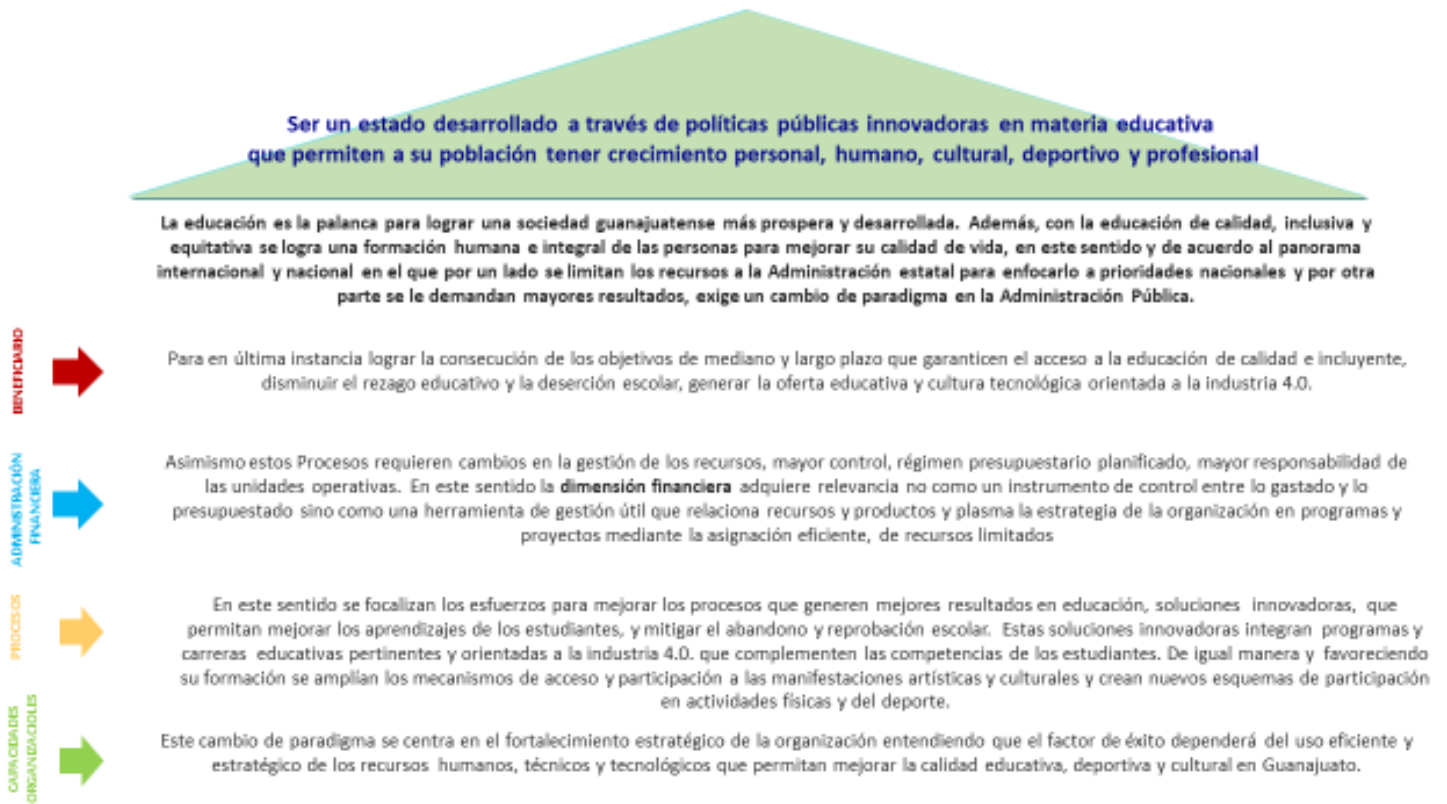 Ser un estado desarrollado a través de políticas públicas innovadoras en materia educativa
que permiten a su población tener crecimiento personal, humano, cultural, deportivo y profesional
La educación es la palanca para lograr una sociedad guanajuatense más prospera y desarrollada. Además, con la educación de calidad, inclusiva y
equitativa se logra una formación humana e integral de las personas para mejorar su calidad de vida, en este sentido y de acuerdo al panorama
internacional y nacional en el que por un lado se limitan los recursos a la Administración estatal para enfocarlo a prioridades nacionales y por otra
parte se le demandan mayores resultados, exige un cambio de paradigma en la Administración Pública.
BENEFICIARIO
Para en última instancia lograr la consecución de los objetivos de mediano y largo plazo que garanticen el acceso a la educación de calidad e incluyente,
disminuir el rezago educativo y la deserción escolar, generar la oferta educativa y cultura tecnológica orientada a la industria 4.0.
ADMINISTRACIÓN
FINANCIERA
Asimismo estos Procesos requieren cambios en la gestión de los recursos, mayor control, régimen presupuestario planificado, mayor responsabilidad de
las unidades operativas. En este sentido la dimensión financiera adquiere relevancia no como un instrumento de control entre lo gastado y lo
presupuestado sino como una herramienta de gestión útil que relaciona recursos y productos y plasma la estrategia de la organización en programas y
proyectos mediante la asignación eficiente, de recursos limitados
PROCESOS
En este sentido se focalizan los esfuerzos para mejorar los procesos que generen mejores resultados en educación, soluciones innovadoras, que
permitan mejorar los aprendizajes de los estudiantes, y mitigar el abandono y reprobación escolar. Estas soluciones innovadoras integran programas y
carreras educativas pertinentes y orientadas a la industria 4.0. que complementen las competencias de los estudiantes. De igual manera y favoreciendo
su formación se amplían los mecanismos de acceso y participación a las manifestaciones artísticas y culturales y crean nuevos esquemas de participación
en actividades físicas y del deporte.
CAPACIDADES
ORGANIZACIOLES
Este cambio de paradigma se centra en el fortalecimiento estratégico de la organización entendiendo que el factor de éxito dependerá del uso eficiente y
estratégico de los recursos humanos, técnicos y tecnológicos que permitan mejorar la calidad educativa, deportiva y cultural en Guanajuato.